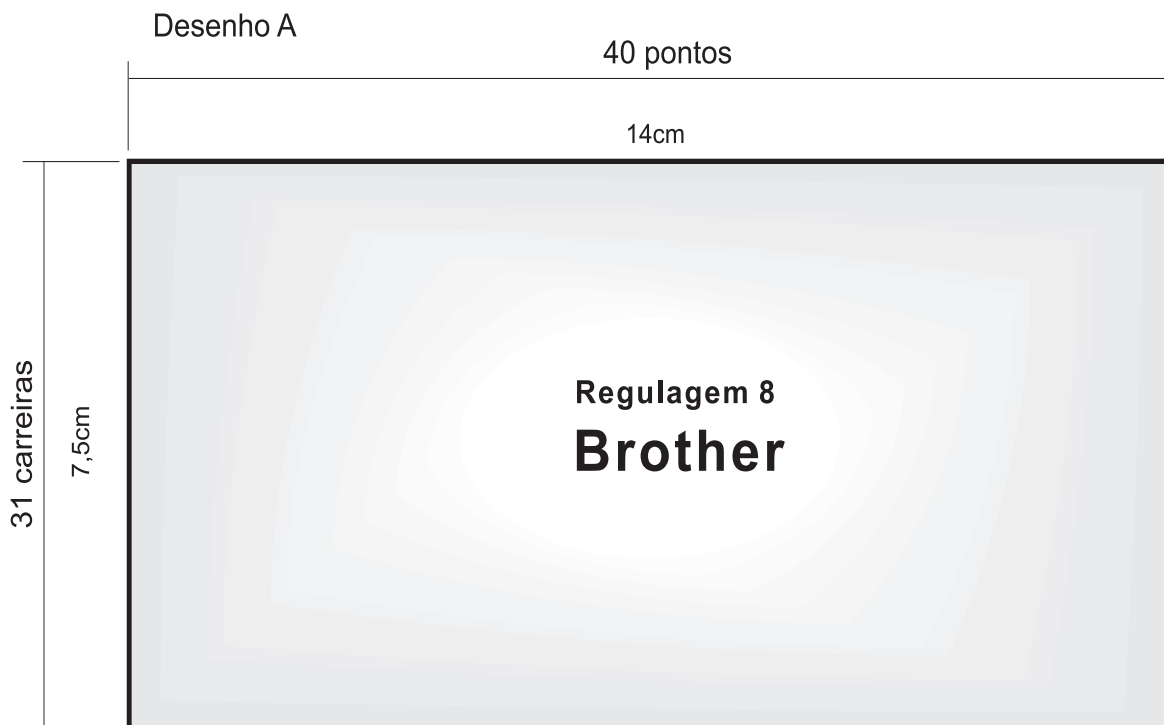 Desenho A
40 pontos
14cm
31 carreiras
7,5cm
Regulagem 8
Brother